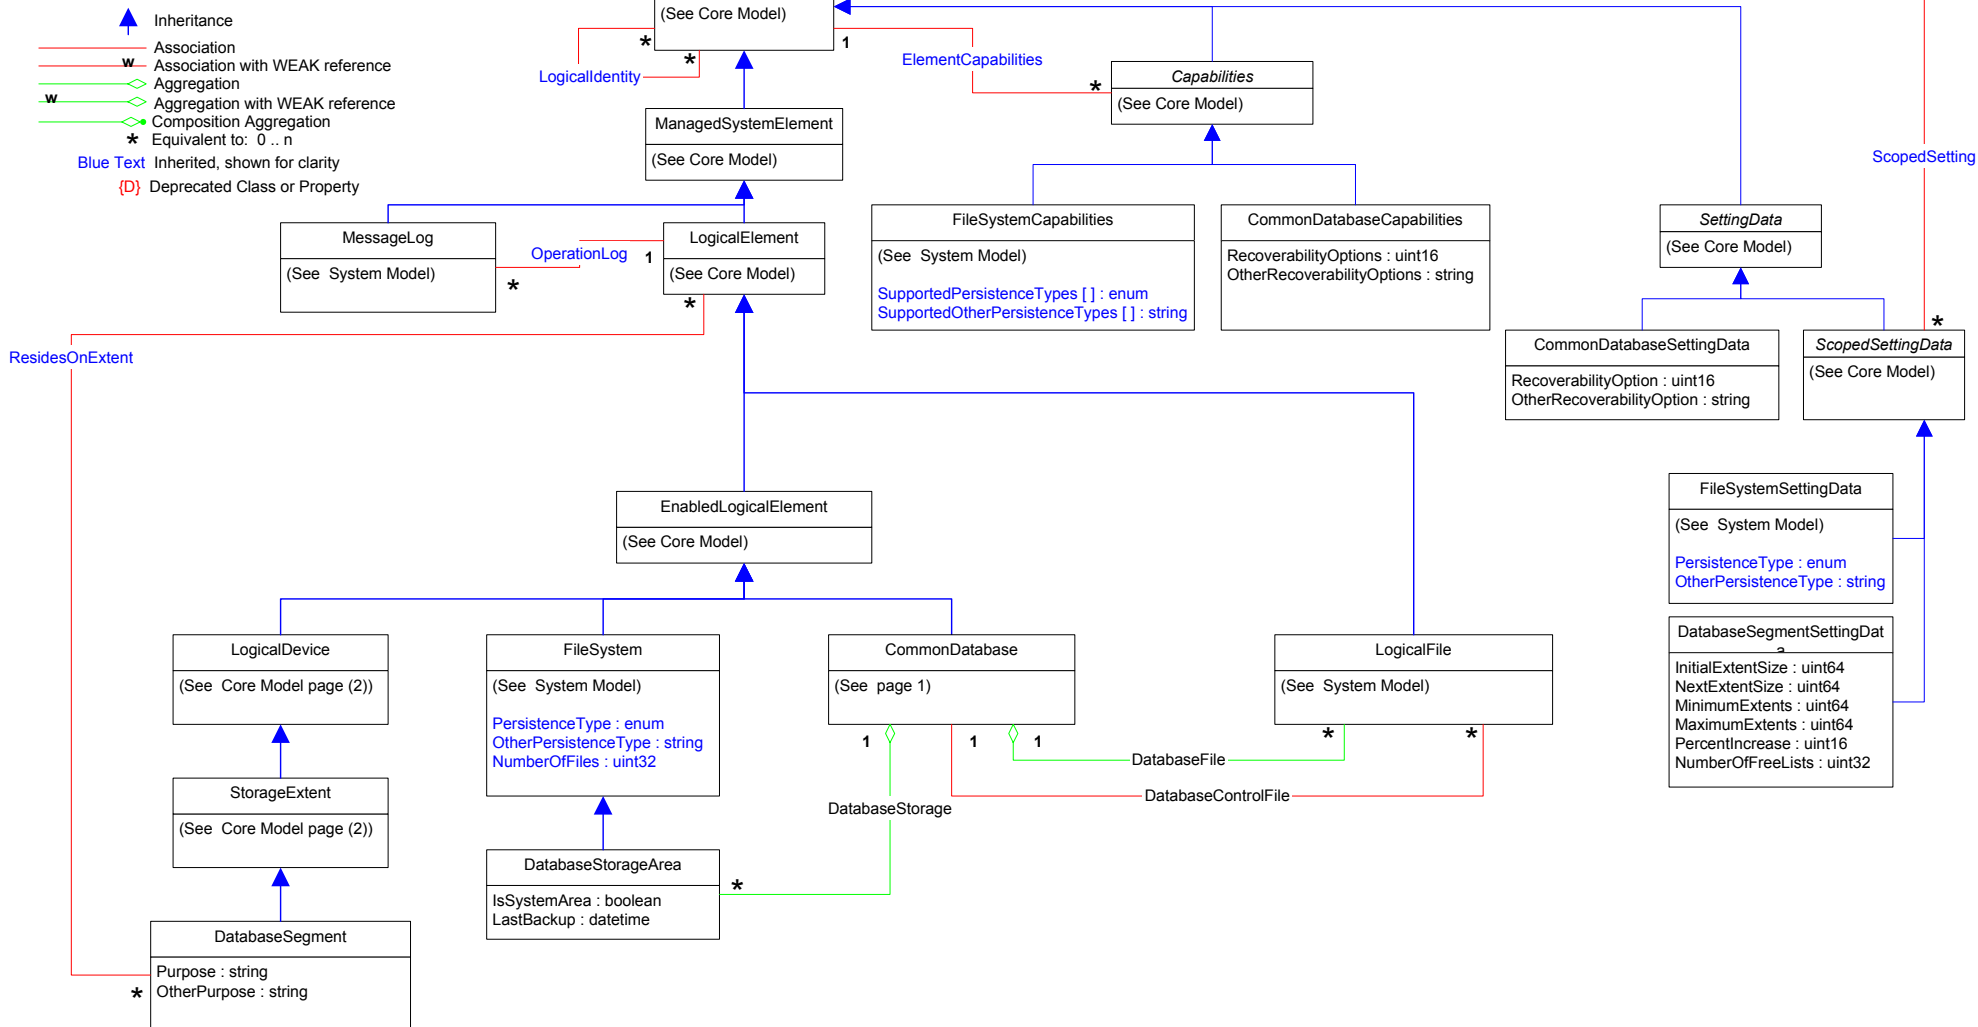 Inheritance
Association
w
Association with WEAK reference
Aggregation
w
Aggregation with WEAK reference
Composition Aggregation
* Equivalent to: 0 .. n
Blue Text Inherited, shown for clarity
{D} Deprecated Class or Property
(See Core Model)
*
*
1
LogicalIdentity
ElementCapabilities
*
Capabilities
(See Core Model)
ManagedSystemElement
(See Core Model)
ScopedSetting
MessageLog
(See System Model)
OperationLog
*
1
LogicalElement
(See Core Model)
*
FileSystemCapabilities
(See System Model)
SupportedPersistenceTypes [ ] : enum
SupportedOtherPersistenceTypes [ ] : string
CommonDatabaseCapabilities
RecoverabilityOptions : uint16
OtherRecoverabilityOptions : string
SettingData
(See Core Model)
*
CommonDatabaseSettingData
RecoverabilityOption : uint16
OtherRecoverabilityOption : string
ScopedSettingData
(See Core Model)
ResidesOnExtent
EnabledLogicalElement
(See Core Model)
FileSystemSettingData
(See System Model)
PersistenceType : enum
OtherPersistenceType : string
LogicalDevice
(See Core Model page (2))
FileSystem
(See System Model)
PersistenceType : enum
OtherPersistenceType : string
NumberOfFiles : uint32
CommonDatabase
(See page 1)
LogicalFile
(See System Model)
DatabaseSegmentSettingDat
a
InitialExtentSize : uint64
NextExtentSize : uint64
MinimumExtents : uint64
MaximumExtents : uint64
PercentIncrease : uint16
NumberOfFreeLists : uint32
1
1
1
*
*
DatabaseFile
DatabaseControlFile
DatabaseStorage
StorageExtent
(See Core Model page (2))
DatabaseStorageArea
IsSystemArea : boolean
LastBackup : datetime
*
DatabaseSegment
Purpose : string
OtherPurpose : string
*